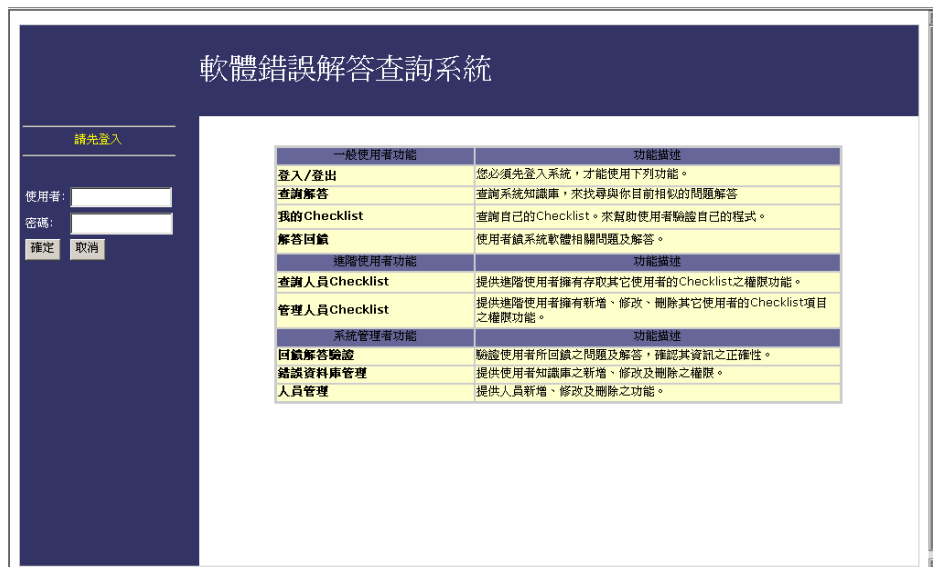 軟體錯誤解答查詢系統
請先登入
使用者:
密碼:
確定 取消
一般使用者功能 功能描述
登入/登出 您必須先登入系統，才能使用下列功能。
查詢解答 查詢系統知識庫，來找尋與你目前相似的問題解答
我的Checklist 查詢自己的Checklist。來幫助使用者驗證自己的程式。
解答回饋 使用者饋系統軟體相關問題及解答。
進階使用者功能 功能描述
查詢人員Checklist 提供進階使用者擁有存取其它使用者的Checklist之權限功能。
管理人員Checklist 提供進階使用者擁有新增、修改、刪除其它使用者的Checklist項目
之權限功能。
系統管理者功能 功能描述
回饋解答驗證 驗證使用者所回饋之問題及解答，確認其資訊之正確性。
錯誤資料庫管理 提供使用者知識庫之新增、修改及刪除之權限。
人員管理 提供人員新增、修改及刪除之功能。